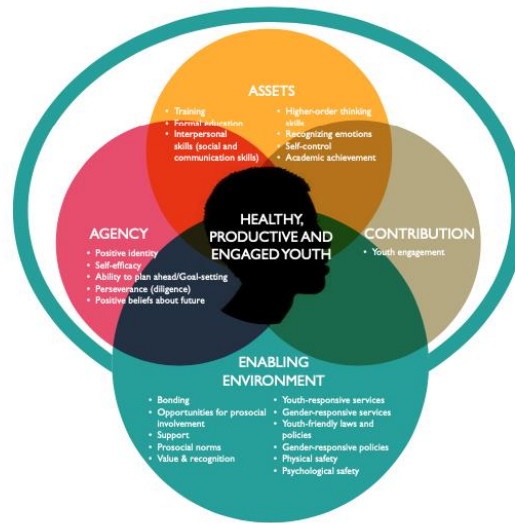 ASSETS
• Training
• Formal education
• Interpersonal
skills (social and
communication skills)
• Higher-order thinking
skills
• Recognizing emotions
• Self-control
• Academic achievement
AGENCY
• Positive identity
• Self-efficacy
• Ability to plan ahead/Goal-setting
• Perseverance (diligence)
• Positive beliefs about future
HEALTHY,
PRODUCTIVE AND
ENGAGED YOUTH
CONTRIBUTION
• Youth engagement
ENABLING
ENVIRONMENT
• Bonding
• Opportunities for prosocial
involvement
• Support
• Prosocial norms
• Value & recognition
• Youth-responsive services
• Gender-responsive services
• Youth-friendly laws and
policies
• Gender-responsive policies
• Physical safety
• Psychological safety